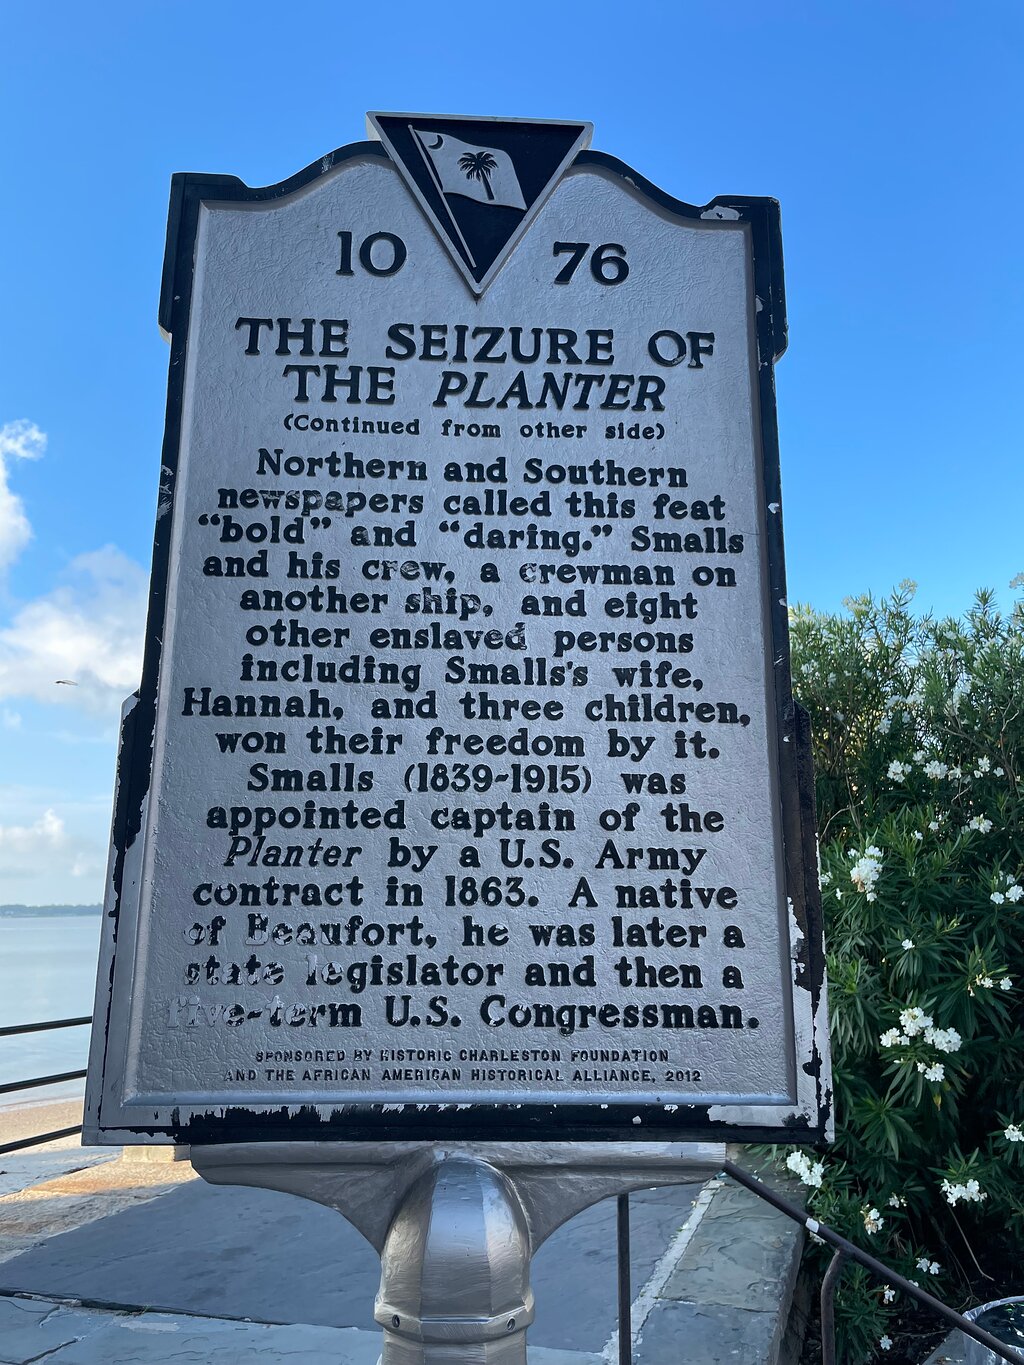 10 76
THE SEIZURE OF
THE PLANTER
(Continued from other side)
Northern and Southern
newspapers called this feat
“bold” and “daring.” Smalls
and his crew, a crewman on
another ship, and eight
other enslaved persons
including Smalls's wife,
Hannah, and three children,
won their freedom by it.
Smalls (1839-1915) was
appointed captain of the
Planter by a U.S. Army
contract in 1863. A native
of Beaufort, he was later a
state legislator and then a
five-term U.S. Congressman.
SPONSORED BY HISTORIC CHARLESTON FOUNDATION
AND THE AFRICAN AMERICAN HISTORICAL ALLIANCE, 2012